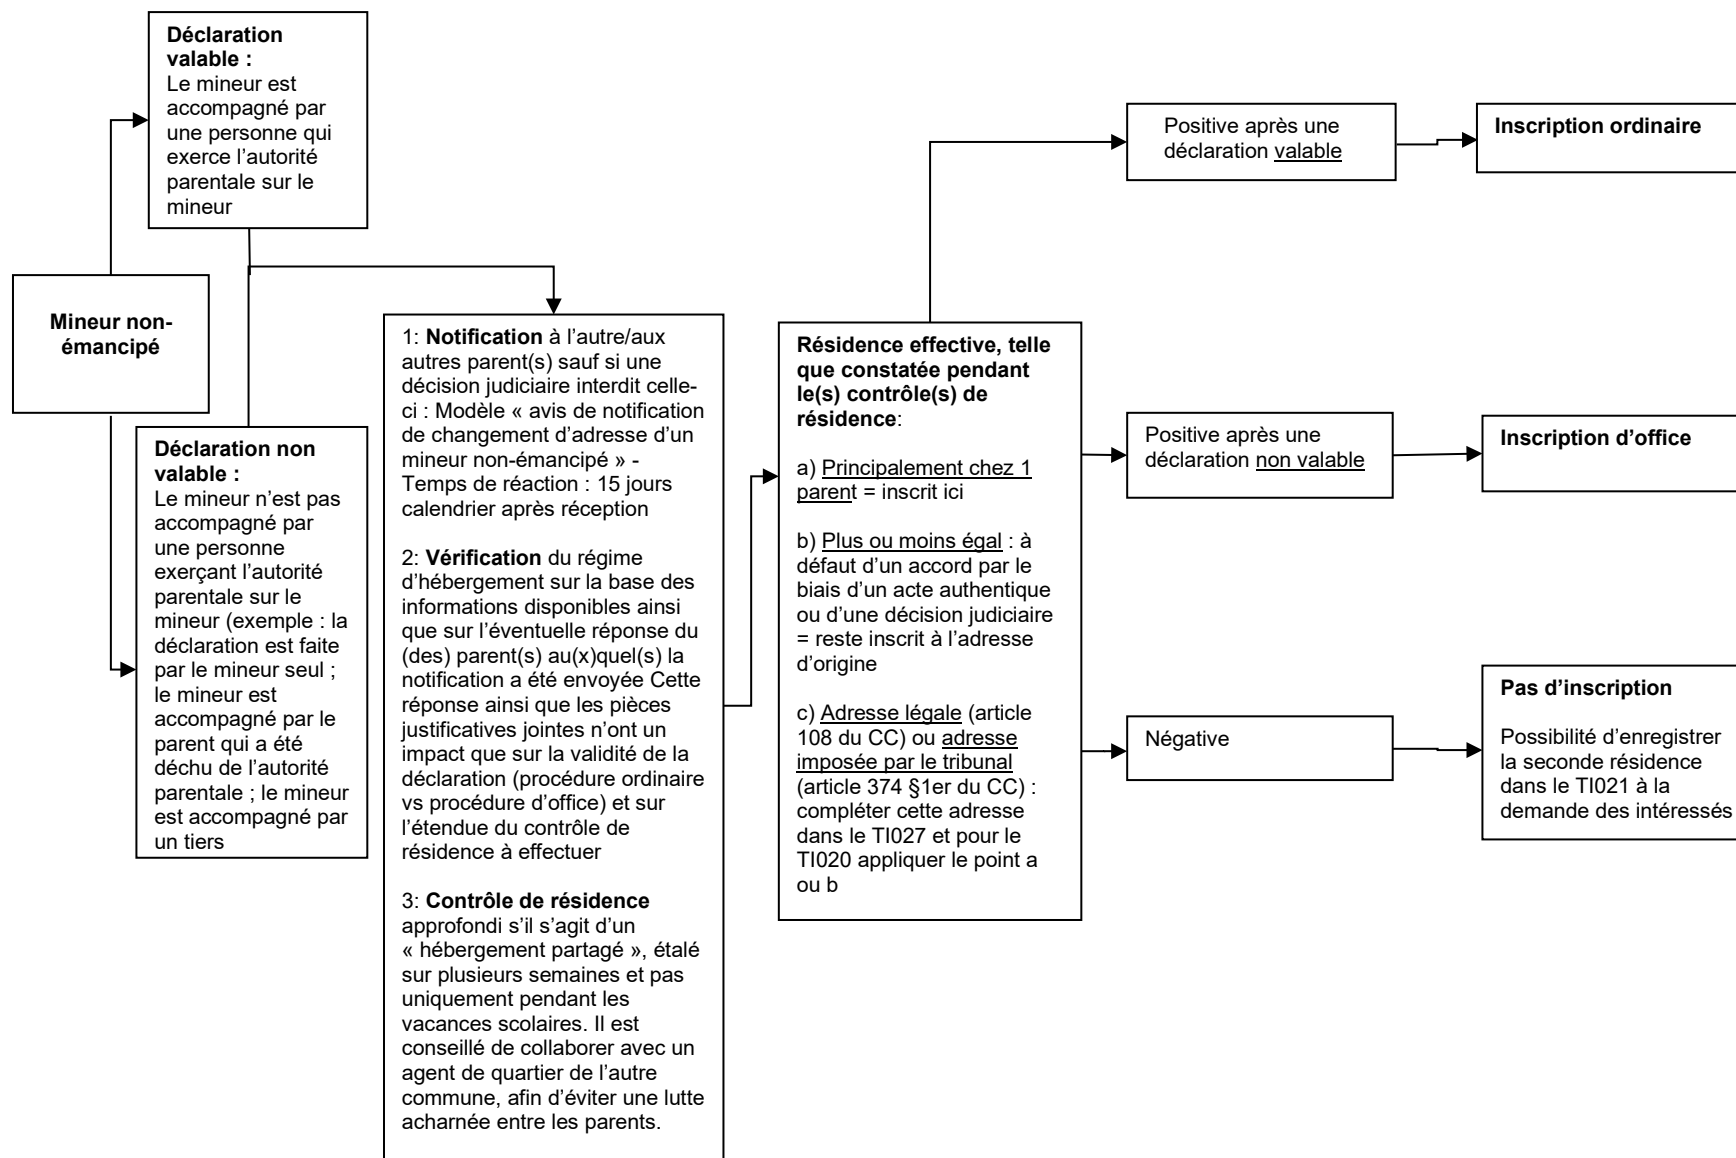 Mineur non-
émancipé
Déclaration
valable :
Le mineur est
accompagné par
une personne qui
exerce l’autorité
parentale sur le
mineur
Déclaration non
valable :
Le mineur n’est pas
accompagné par
une personne
exerçant l’autorité
parentale sur le
mineur (exemple : la
déclaration est faite
par le mineur seul ;
le mineur est
accompagné par le
parent qui a été
déchu de l’autorité
parentale ; le mineur
est accompagné par
un tiers
1: Notification à l’autre/aux
autres parent(s) sauf si une
décision judiciaire interdit celle-
ci : Modèle « avis de notification
de changement d’adresse d’un
mineur non-émancipé » -
Temps de réaction : 15 jours
calendrier après réception
2: Vérification du régime
d’hébergement sur la base des
informations disponibles ainsi
que sur l’éventuelle réponse du
(des) parent(s) au(x)quel(s) la
notification a été envoyée Cette
réponse ainsi que les pièces
justificatives jointes n’ont un
impact que sur la validité de la
déclaration (procédure ordinaire
vs procédure d’office) et sur
l’étendue du contrôle de
résidence à effectuer
3: Contrôle de résidence
approfondi s’il s’agit d’un
« hébergement partagé », étalé
sur plusieurs semaines et pas
uniquement pendant les
vacances scolaires. Il est
conseillé de collaborer avec un
agent de quartier de l’autre
commune, afin d’éviter une lutte
acharnée entre les parents.
Résidence effective, telle
que constatée pendant
le(s) contrôle(s) de
résidence:
a) Principalement chez 1
parent = inscrit ici
b) Plus ou moins égal : à
défaut d’un accord par le
biais d’un acte authentique
ou d’une décision judiciaire
= reste inscrit à l’adresse
d’origine
c) Adresse légale (article
108 du CC) ou adresse
imposée par le tribunal
(article 374 §1er du CC) :
compléter cette adresse
dans le TI027 et pour le
TI020 appliquer le point a
ou b
Positive après une
déclaration valable
Inscription ordinaire
Positive après une
déclaration non valable
Inscription d’office
Négative
Pas d’inscription
Possibilité d’enregistrer
la seconde résidence
dans le TI021 à la
demande des intéressés